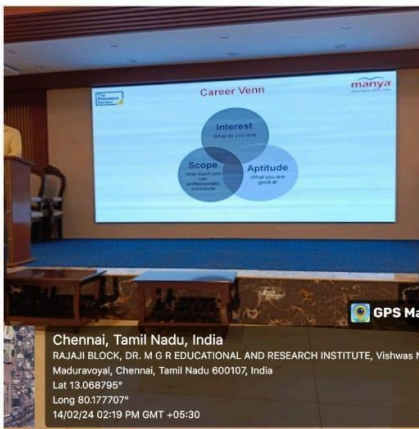 Career Venn
manya
Interest
What do you love
Scope
How much you
can
professionally
contribute
Aptitude
What you are
good at
GPS Ma
Chennai, Tamil Nadu, India
RAJAJI BLOCK, DR. M G R EDUCATIONAL AND RESEARCH INSTITUTE, Vishwas N
Maduravoyal, Chennai, Tamil Nadu 600107, India
Lat 13.068795°
Long 80.177707°
14/02/24 02:19 PM GMT +05:30